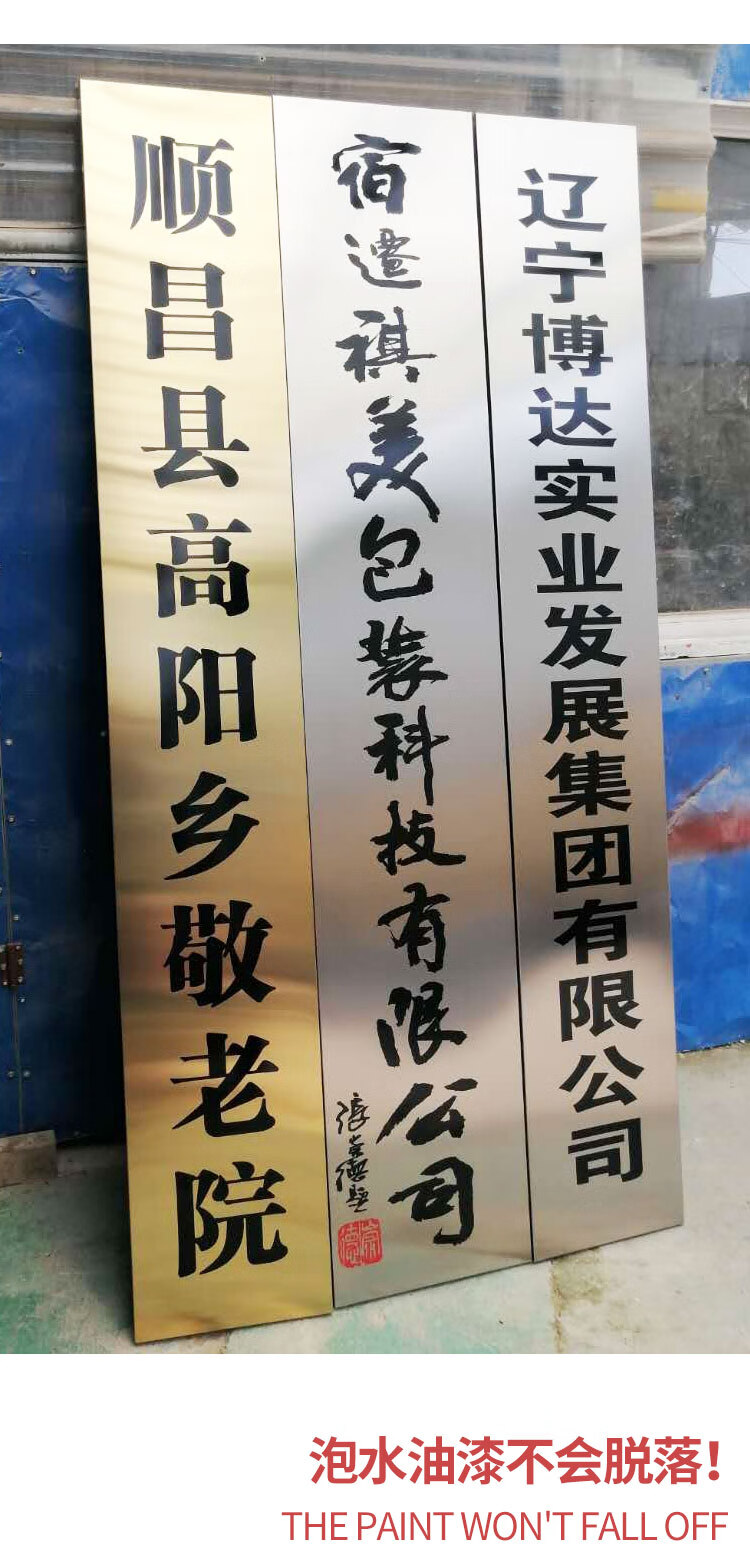 顺昌县高阳乡敬老院
宿遣祺美包装科技有限公司
辽宁博达实业发展集团有限公司
泡水油漆不会脱落!
THE PAINT WON'T FALL OFF